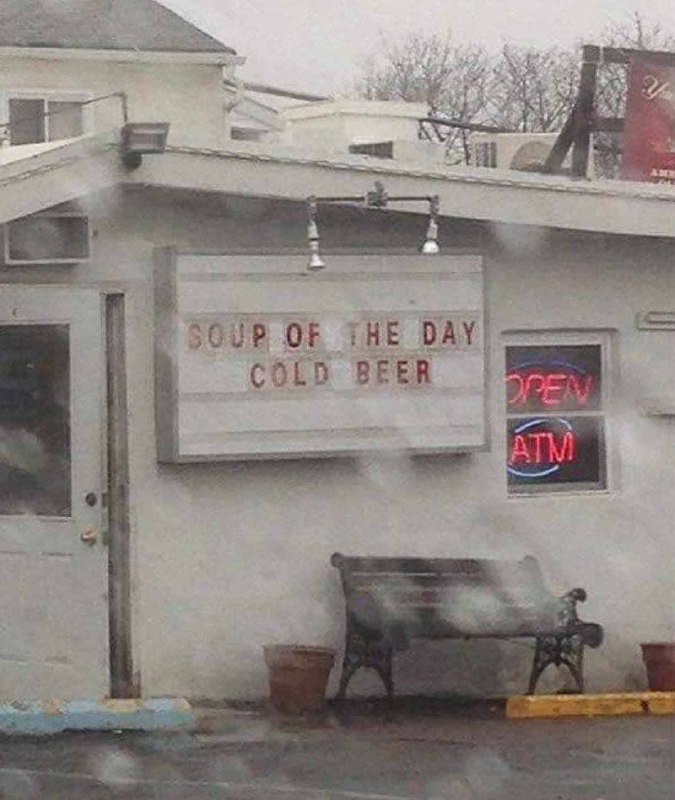 SOUP OF THE DAY
COLD BEER
OPEN
ATM